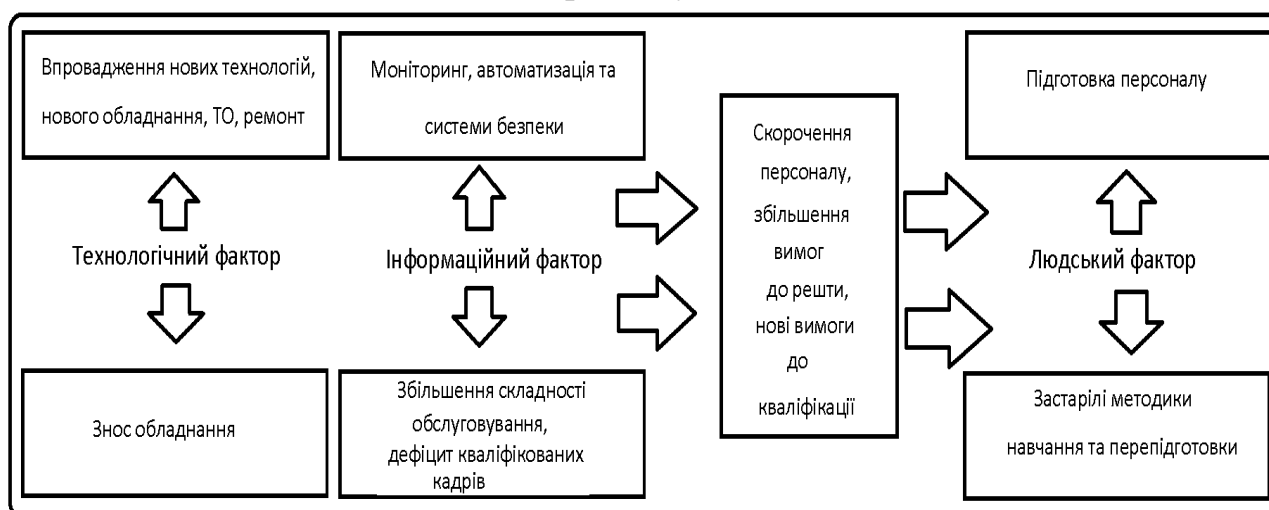 Впровадження нових технологій,
нового обладнання, ТО, ремонт
Моніторинг, автоматизація та
системи безпеки
Підготовка персоналу
Скорочення
персоналу,
збільшення
вимог
до решти,
нові вимоги
до
кваліфікації
Технологічний фактор
Інформаційний фактор
Людський фактор
Знос обладнання
Збільшення складності
обслуговування,
дефіцит кваліфікованих
кадрів
Застарілі методики
навчання та перепідготовки